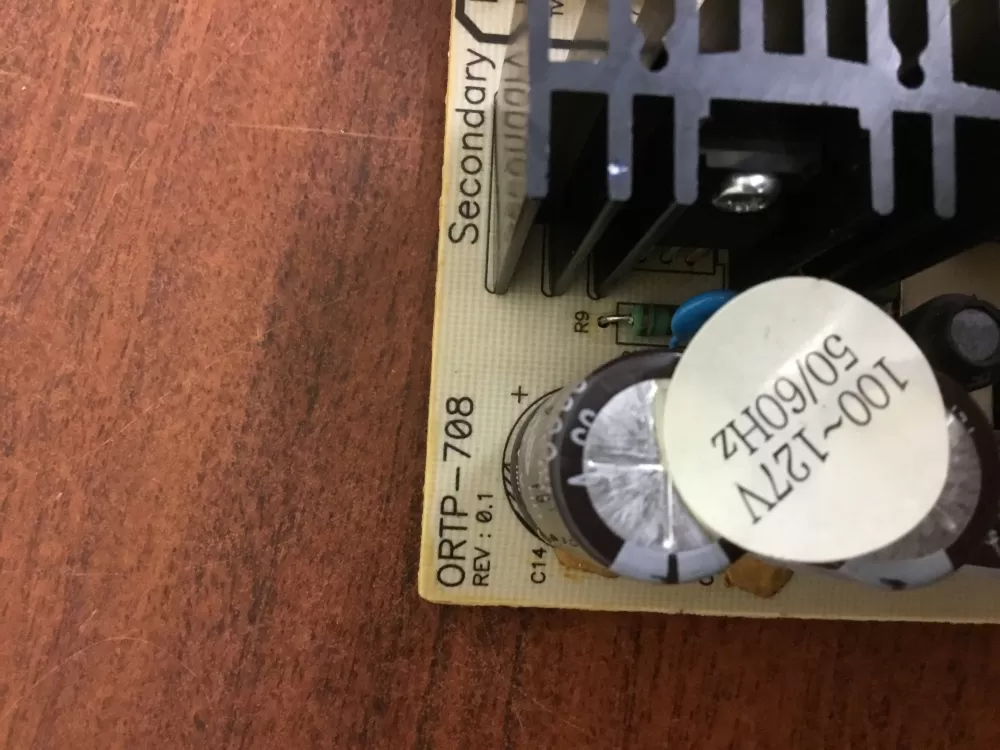 Secondary
R9
+
ORTP-708
REV : 0.1
C14
100~127V
50/60Hz